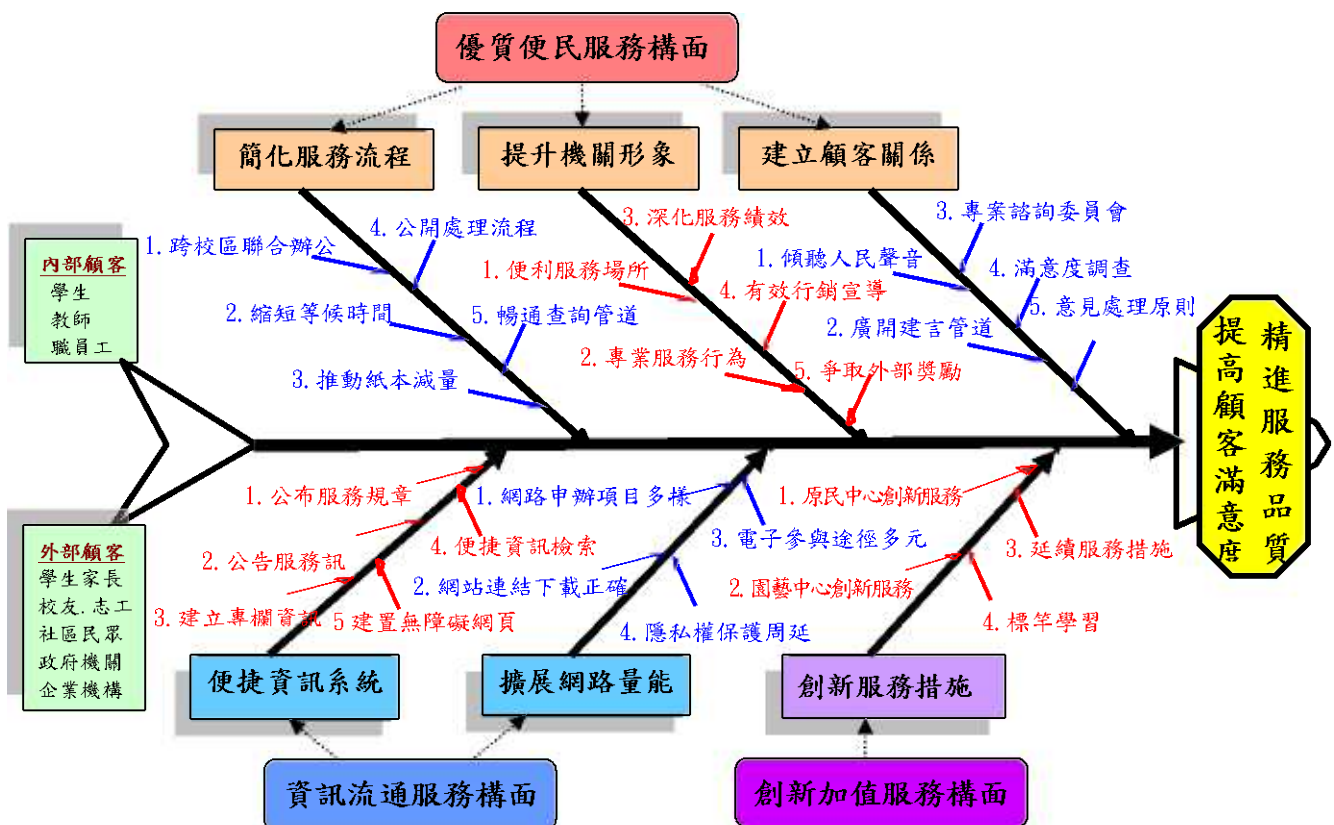 優質便民服務構面
簡化服務流程
提升機關形象
建立顧客關係
1.跨校區聯合辦公
4.公開處理流程
2.縮短等候時間
5.暢通查詢管道
3.推動紙本減量
3.深化服務績效
1.便利服務場所
4.有效行銷宣導
2.專業服務行為
5.爭取外部獎勵
3.專案諮詢委員會
1.傾聽人民聲音
4.滿意度調查
5.意見處理原則
2.廣開建言管道
內部顧客
學生
教師
職員工
外部顧客
學生家長
校友.志工
社區民眾
政府機關
企業機構
精進服務品質
提高顧客滿意度
1.公布服務規章
4.便捷資訊檢索
2.公告服務訊
3.建立專欄資訊
5建置無障礙網頁
1.網路申辦項目多樣
3.電子參與途徑多元
2.網站連結下載正確
4.隱私權保護周延
1.原民中心創新服務
3.延續服務措施
2.園藝中心創新服務
4.標竿學習
便捷資訊系統
擴展網路量能
創新服務措施
資訊流通服務構面
創新加值服務構面